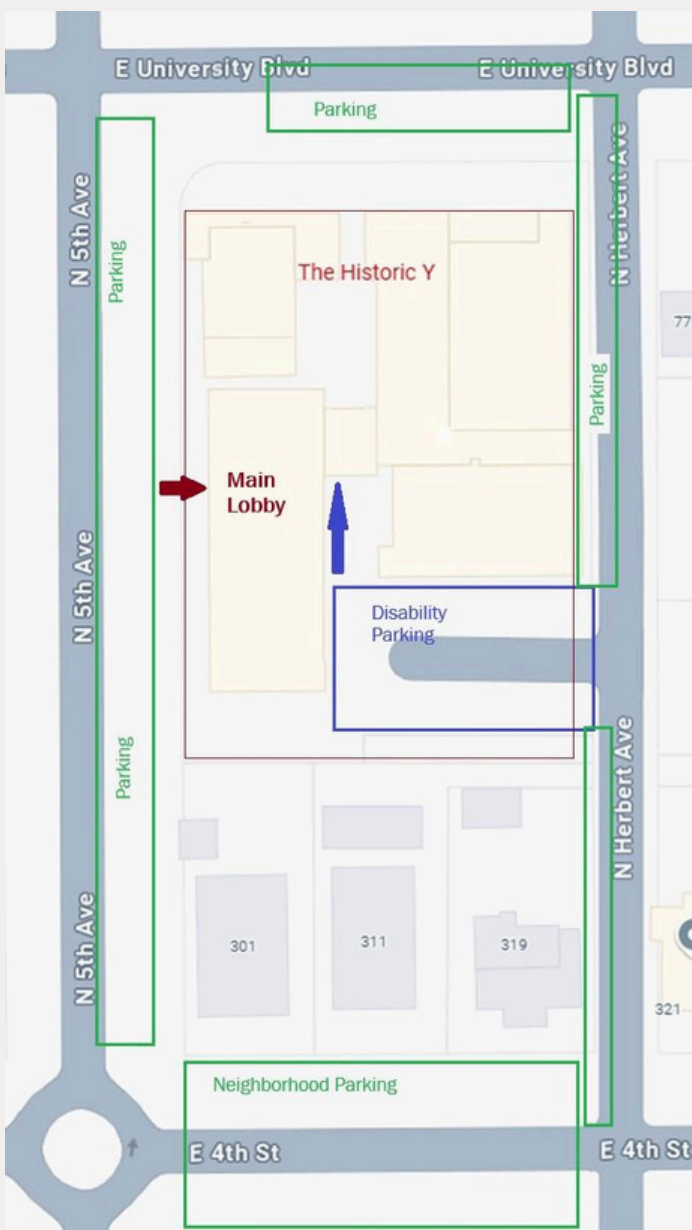 E University Blvd
E University Blvd
Parking
N 5th Ave
N Herbert Ave
Parking
The Historic Y
77
Parking
Main
Lobby
N 5th Ave
Disability
Parking
Parking
N Herbert Ave
301
311
319
N 5th Ave
321
Neighborhood Parking
E 4th St
E 4th St